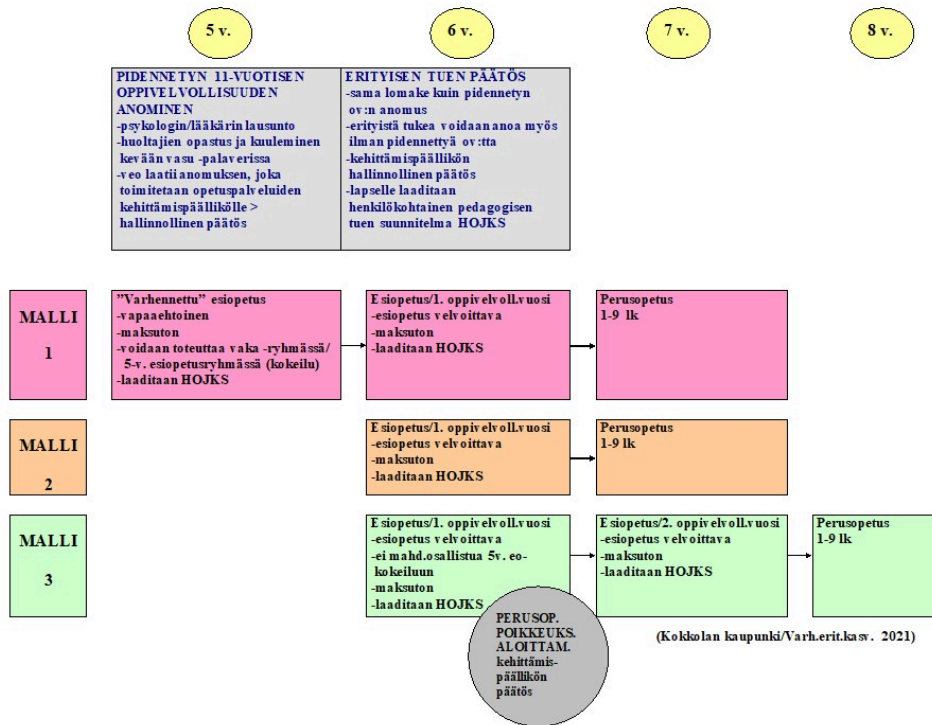 5 v.
6 v.
7 v.
8 v.
PIDENNETYN 11-VUOTISEN
OPPIVELVOLLISUUDEN
ANOMINEN
-psykologin/lääkärin lausunto
-huoltajien opastus ja kuuleminen
kevään vasu -palaverissa
-veo laatii anomuksen, joka
toimitetaan opetuspalveluiden
kehittämispäällikölle >
hallinnollinen päätös
ERITYISEN TUEN PÄÄTÖS
-sama lomake kuin pidennetyn
ov:n anomus
-erityistä tukea voidaan anoa myös
ilman pidennettyä ov:tta
-kehittämispäällikön
hallinnollinen päätös
-lapselle laaditaan
henkilökohtainen pedagogisen
tuen suunnitelma HOJKS
MALLI
1
”Varhennettu” esiopetus
-vapaaehtoinen
-maksuton
-voidaan toteuttaa vaka -ryhmässä/
5-v. esiopetusryhmässä (kokeilu)
-laaditaan HOJKS
Esiopetus/1. oppivelvoll.vuosi
-esiopetus velvoittava
-maksuton
-laaditaan HOJKS
Perusopetus
1-9 lk
MALLI
2
Esiopetus/1. oppivelvoll.vuosi
-esiopetus velvoittava
-maksuton
-laaditaan HOJKS
Perusopetus
1-9 lk
MALLI
3
Esiopetus/1. oppivelvoll.vuosi
-esiopetus velvoittava
-ei mahd.osallistua 5v. eo-
kokeiluun
-maksuton
-laaditaan HOJKS
Esiopetus/2. oppivelvoll.vuosi
-esiopetus velvoittava
-maksuton
-laaditaan HOJKS
Perusopetus
1-9 lk
PERUSOP.
POIKKEUKS.
ALOITTAM.
kehittämis-
päällikön
päätös
(Kokkolan kaupunki/Varh.erit.kasv. 2021)